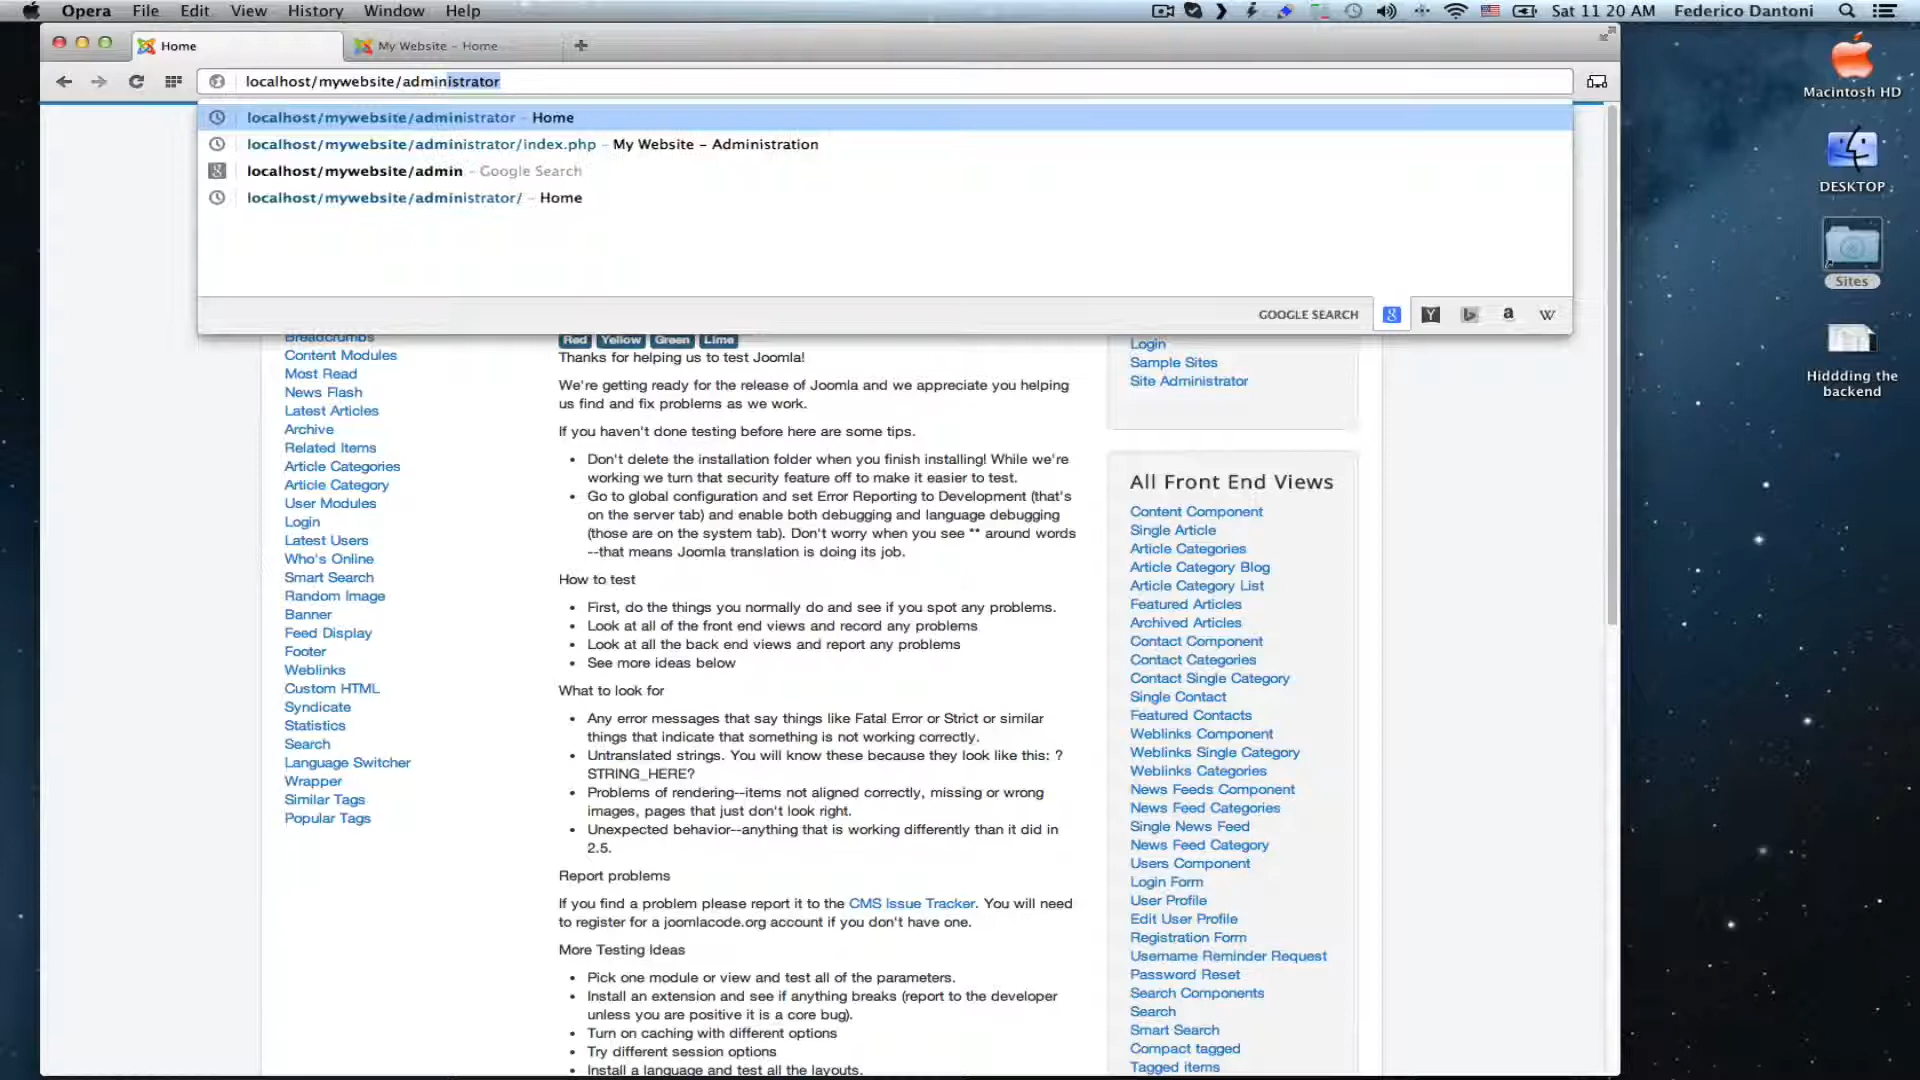 Opera File Edit View History Window Help Sat 11 20 AM Federico Dantoni
Home My Website – Home
localhost/mywebsite/administrator
localhost/mywebsite/administrator – Home
localhost/mywebsite/administrator/index.php – My Website – Administration
localhost/mywebsite/admin – Google Search
localhost/mywebsite/administrator/ – Home
GOOGLE SEARCH
Breadcrumbs
Content Modules
Most Read
News Flash
Latest Articles
Archive
Related Items
Article Categories
Article Category
User Modules
Login
Latest Users
Who's Online
Smart Search
Random Image
Banner
Feed Display
Footer
Weblinks
Custom HTML
Syndicate
Statistics
Search
Language Switcher
Wrapper
Similar Tags
Popular Tags
Red Yellow Green Lime
Thanks for helping us to test Joomla!
We're getting ready for the release of Joomla and we appreciate you helping
us find and fix problems as we work.
If you haven't done testing before here are some tips.
Don't delete the installation folder when you finish installing! While we're
working we turn that security feature off to make it easier to test.
Go to global configuration and set Error Reporting to Development (that's
on the server tab) and enable both debugging and language debugging
(those are on the system tab). Don't worry when you see ** around words
--that means Joomla translation is doing its job.
How to test
First, do the things you normally do and see if you spot any problems.
Look at all of the front end views and record any problems
Look at all the back end views and report any problems
See more ideas below
What to look for
Any error messages that say things like Fatal Error or Strict or similar
things that indicate that something is not working correctly.
Untranslated strings. You will know these because they look like this: ?
STRING_HERE?
Problems of rendering--items not aligned correctly, missing or wrong
images, pages that just don't look right.
Unexpected behavior--anything that is working differently than it did in
2.5.
Report problems
If you find a problem please report it to the CMS Issue Tracker. You will need
to register for a joomlacode.org account if you don't have one.
More Testing Ideas
Pick one module or view and test all of the parameters.
Install an extension and see if anything breaks (report to the developer
unless you are positive it is a core bug).
Turn on caching with different options
Try different session options
Install a language and test all the layouts.
Login
Sample Sites
Site Administrator
All Front End Views
Content Component
Single Article
Article Categories
Article Category Blog
Article Category List
Featured Articles
Archived Articles
Contact Component
Contact Categories
Contact Single Category
Single Contact
Featured Contacts
Weblinks Component
Weblinks Single Category
Weblinks Categories
News Feeds Component
News Feed Categories
Single News Feed
News Feed Category
Users Component
Login Form
User Profile
Edit User Profile
Registration Form
Username Reminder Request
Password Reset
Search Components
Search
Smart Search
Compact tagged
Tagged items
Macintosh HD
DESKTOP
Sites
Hiddding the
backend